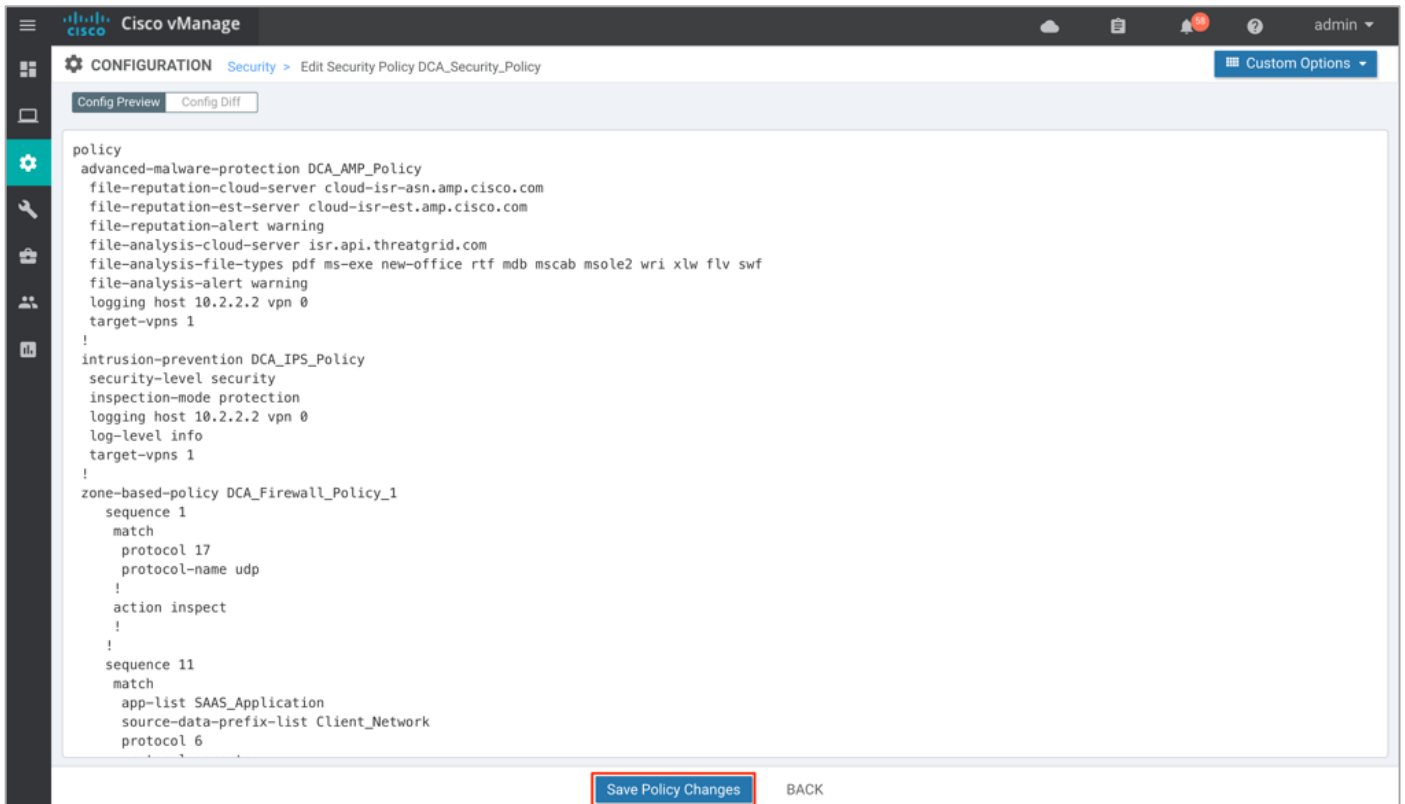 cisco Cisco vManage 58 admin
CONFIGURATION Security > Edit Security Policy DCA_Security_Policy Custom Options
Config Preview Config Diff
policy
advanced-malware-protection DCA_AMP_Policy
file-reputation-cloud-server cloud-isr-asn.amp.cisco.com
file-reputation-est-server cloud-isr-est.amp.cisco.com
file-reputation-alert warning
file-analysis-cloud-server isr.api.threatgrid.com
file-analysis-file-types pdf ms-exe new-office rtf mdb mscab msole2 wri xlw flv swf
file-analysis-alert warning
logging host 10.2.2.2 vpn 0
target-vpns 1
!
intrusion-prevention DCA_IPS_Policy
security-level security
inspection-mode protection
logging host 10.2.2.2 vpn 0
log-level info
target-vpns 1
!
zone-based-policy DCA_Firewall_Policy_1
sequence 1
match
protocol 17
protocol-name udp
!
action inspect
!
!
sequence 11
match
app-list SAAS_Application
source-data-prefix-list Client_Network
protocol 6
Save Policy Changes BACK